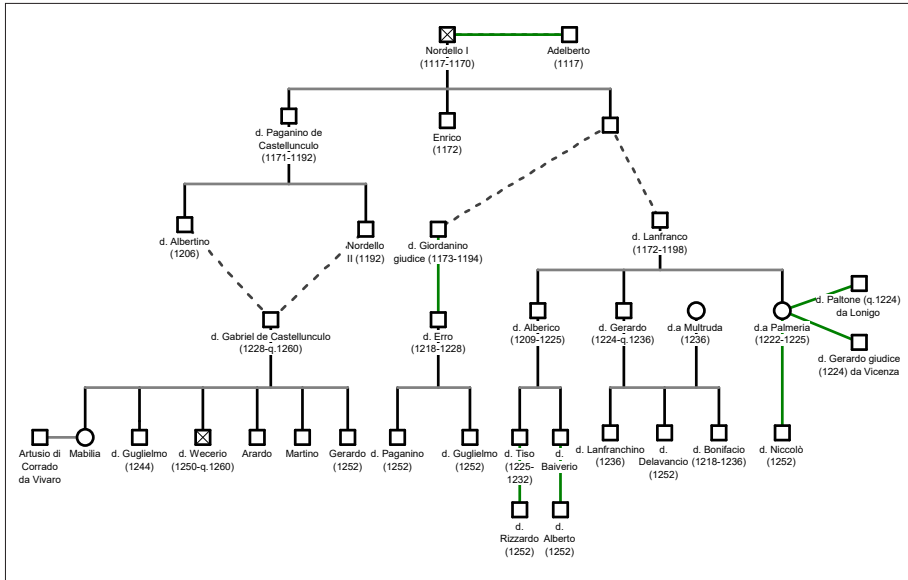 Nordello I
(1117-1170)
Adelberto
(1117)
d. Paganino de
Castellunculo
(1171-1192)
Enrico
(1172)
d. Albertino
(1206)
Nordello
II (1192)
d. Giordanino
giudice (1173-1194)
d. Lanfranco
(1172-1198)
d. Gabriel de Castellunculo
(1228-q.1260)
d. Erro
(1218-1228)
d. Alberico
(1209-1225)
d. Gerardo
(1224-q.1236)
d.a Multruda
(1236)
d.a Palmeria
(1222-1225)
d. Paltone (q.1224)
da Lonigo
d. Gerardo giudice
(1224) da Vicenza
Artusio di
Corrado
da Vivaro
Mabilia
d. Guglielmo
(1244)
d. Wecerio
(1250-q.1260)
Arardo
Martino
Gerardo
(1252)
d. Paganino
(1252)
d. Guglielmo
(1252)
d. Tiso
(1225-
1232)
d.
Baiverio
d. Lanfranchino
(1236)
d.
Delavancio
(1252)
d. Bonifacio
(1218-1236)
d. Niccolò
(1252)
d.
Rizzardo
(1252)
d.
Alberto
(1252)